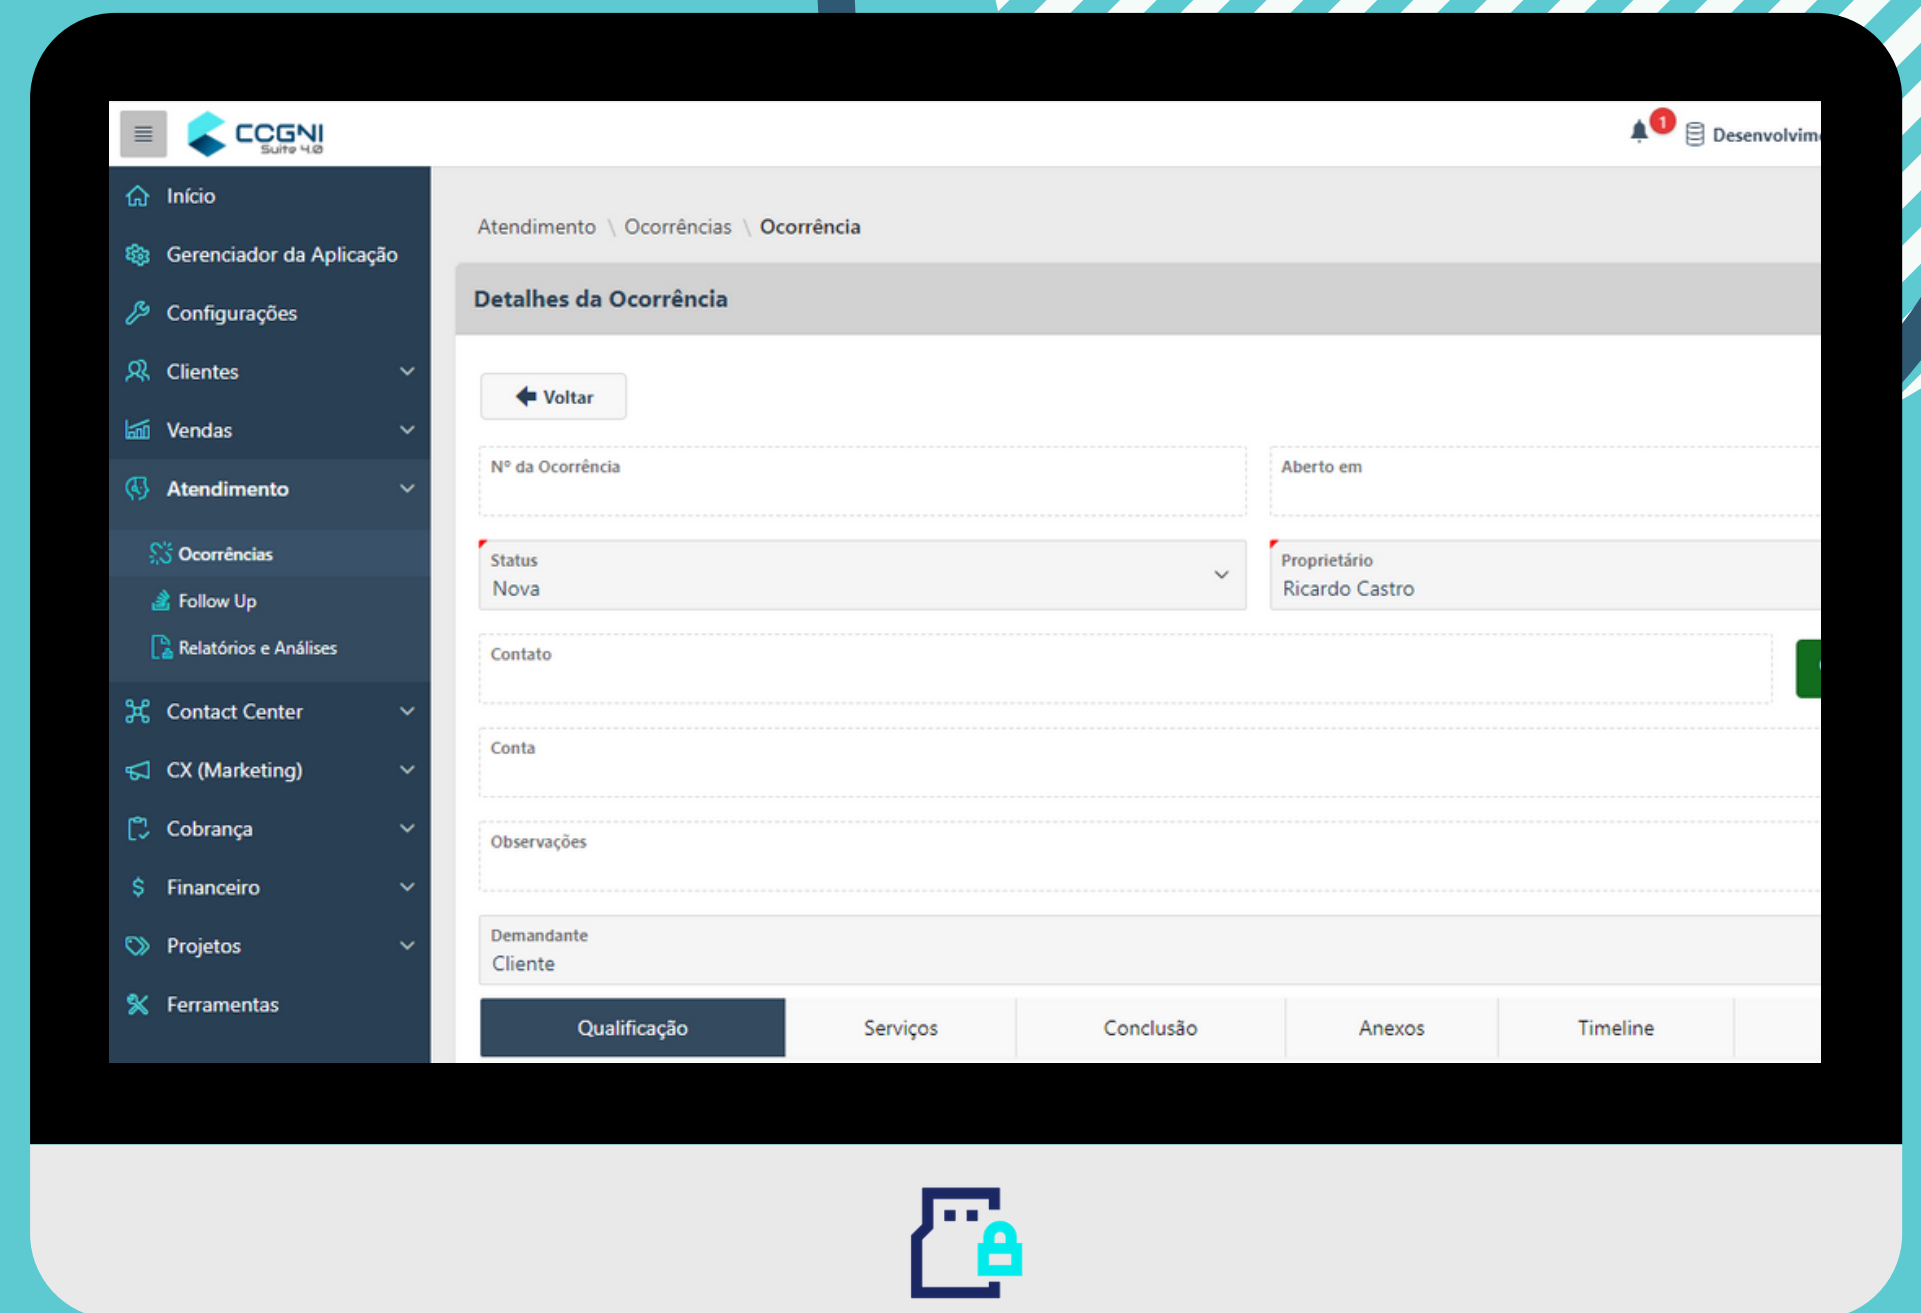 CCGNI
Suite 4.0
1
Desenvolvim
Início
Gerenciador da Aplicação
Configurações
Clientes
Vendas
Atendimento
Ocorrências
Follow Up
Relatórios e Análises
Contact Center
CX (Marketing)
Cobrança
$ Financeiro
Projetos
Ferramentas
Atendimento \ Ocorrências \ Ocorrência
Detalhes da Ocorrência
Voltar
Nº da Ocorrência
Aberto em
Status
Nova
Proprietário
Ricardo Castro
Contato
Conta
Observações
Demandante
Cliente
Qualificação
Serviços
Conclusão
Anexos
Timeline